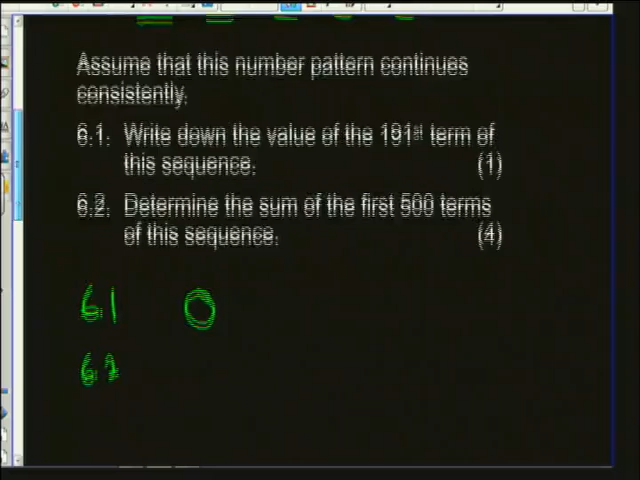 Assume that this number pattern continues
consistently.
6.1. Write down the value of the 191st term of
this sequence. (1)
6.2. Determine the sum of the first 500 terms
of this sequence. (4)
61 0
6.2